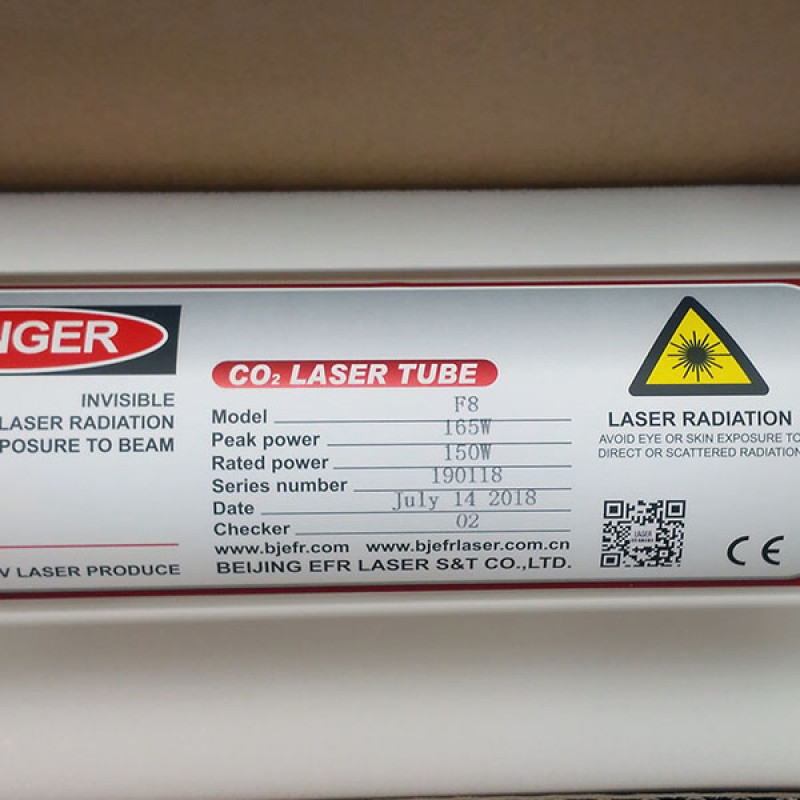 NGER
INVISIBLE
LASER RADIATION
POSURE TO BEAM
V LASER PRODUCE
CO₂ LASER TUBE
Model F8
Peak power 165W
Rated power 150W
Series number 190118
Date July 14 2018
Checker 02
www.bjefr.com www.bjefrlaser.com.cn
BEIJING EFR LASER S&T CO.,LTD.
LASER RADIATION
AVOID EYE OR SKIN EXPOSURE TO
DIRECT OR SCATTERED RADIATION
LASER
CE